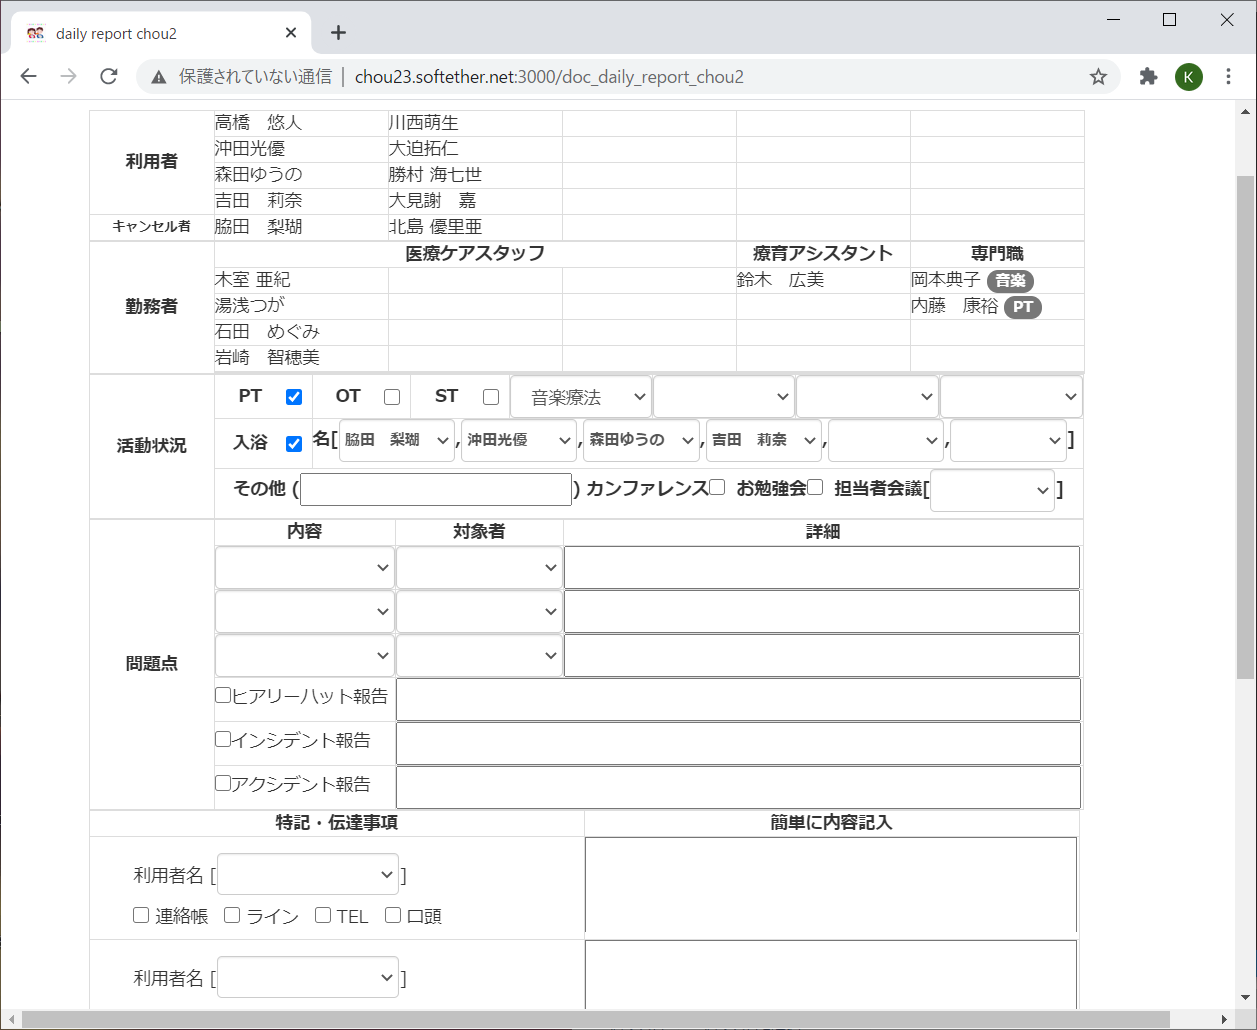 daily report chou2
保護されていない通信 | chou23.softether.net:3000/doc_daily_report_chou2
K
利用者
高橋　悠人 川西萌生
沖田光優 大迫拓仁
森田ゆうの 勝村 海七世
吉田　莉奈 大見謝　嘉
キャンセル者 脇田　梨瑚 北島 優里亜
勤務者
医療ケアスタッフ 療育アシスタント 専門職
木室 亜紀 鈴木　広美 岡本典子 音楽
湯浅つが 内藤　康裕 PT
石田　めぐみ
岩崎　智穂美
活動状況
PT OT ST 音楽療法
入浴 名[ 脇田　梨瑚 , 沖田光優 , 森田ゆうの , 吉田　莉奈 , , ]
その他 ( ) カンファレンス お勉強会 担当者会議[ ]
問題点
内容 対象者 詳細
ヒアリーハット報告
インシデント報告
アクシデント報告
特記・伝達事項 簡単に内容記入
利用者名 [ ]
連絡帳 ライン TEL 口頭
利用者名 [ ]